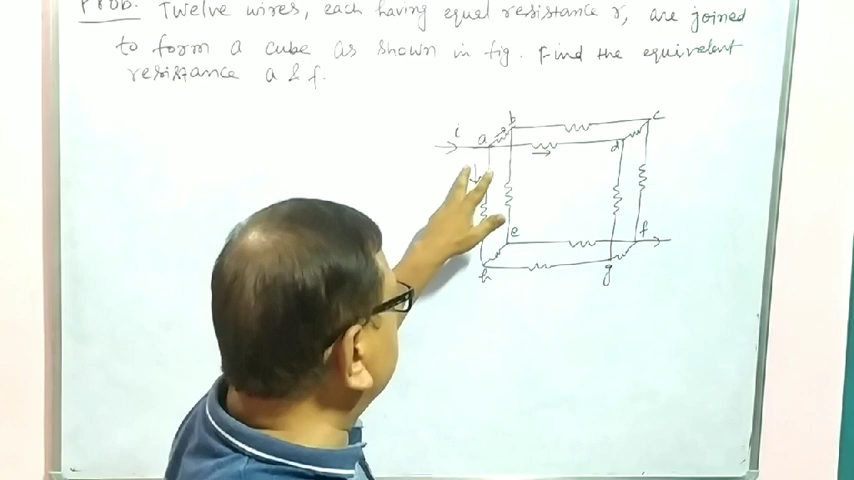 Prob. Twelve wires, each having equal resistance r, are joined
to form a cube as shown in fig. Find the equivalent
resistance a & f.
b
c
i
a
d
e
f
h
g